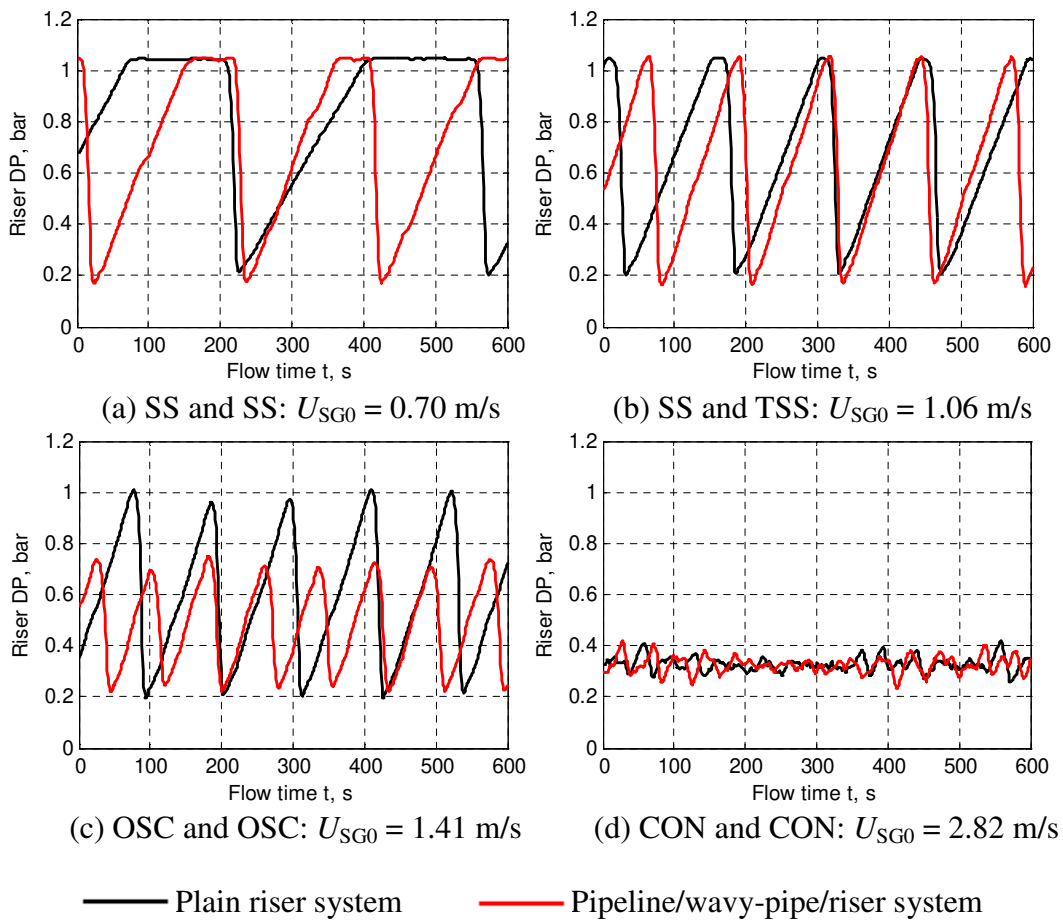 1.2
1
0.8
0.6
0.4
0.2
0
Riser DP, bar
0 100 200 300 400 500 600
Flow time t, s
(a) SS and SS: U_SG0 = 0.70 m/s
1.2
1
0.8
0.6
0.4
0.2
0
Riser DP, bar
0 100 200 300 400 500 600
Flow time t, s
(b) SS and TSS: U_SG0 = 1.06 m/s
1.2
1
0.8
0.6
0.4
0.2
0
Riser DP, bar
0 100 200 300 400 500 600
Flow time t, s
(c) OSC and OSC: U_SG0 = 1.41 m/s
1.2
1
0.8
0.6
0.4
0.2
0
Riser DP, bar
0 100 200 300 400 500 600
Flow time t, s
(d) CON and CON: U_SG0 = 2.82 m/s
Plain riser system
Pipeline/wavy-pipe/riser system